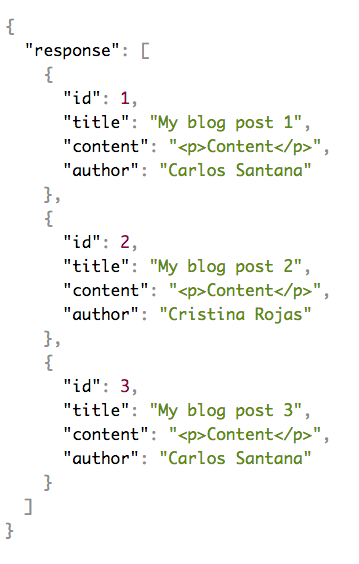 {
  "response": [
    {
      "id": 1,
      "title": "My blog post 1",
      "content": "<p>Content</p>",
      "author": "Carlos Santana"
    },
    {
      "id": 2,
      "title": "My blog post 2",
      "content": "<p>Content</p>",
      "author": "Cristina Rojas"
    },
    {
      "id": 3,
      "title": "My blog post 3",
      "content": "<p>Content</p>",
      "author": "Carlos Santana"
    }
  ]
}